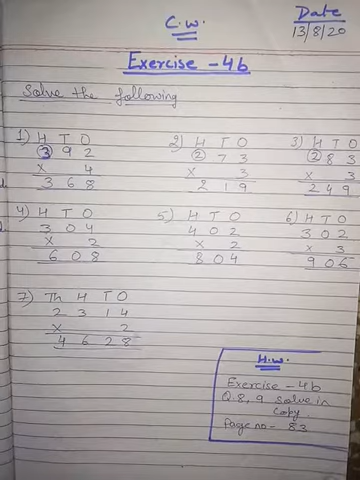 C.W.
Date
13/8/20
Exercise - 4b
Solve the following
1) H T O
③ 9 2
x 4
3 6 8
2) H T O
② 7 3
x 3
2 1 9
3) H T O
② 8 3
x 3
2 4 9
4) H T O
3 0 4
x 2
6 0 8
5) H T O
4 0 2
x 2
8 0 4
6) H T O
3 0 2
x 3
9 0 6
7) Th H T O
2 3 1 4
x 2
4 6 2 8
H.W.
Exercise - 4b
Q.8, 9 solve in
copy
Page no - 83